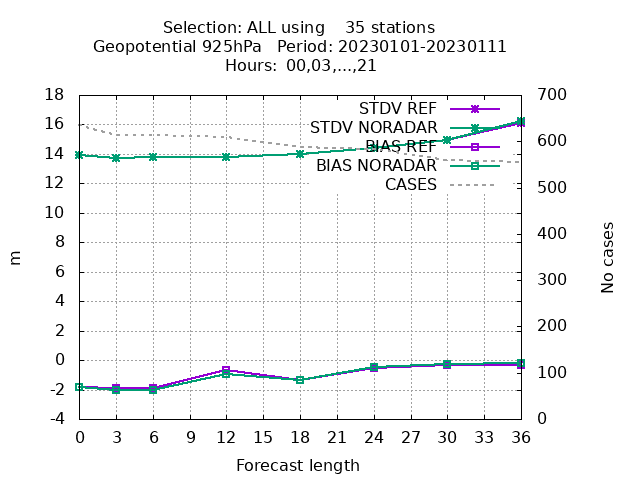 Selection: ALL using 35 stations
Geopotential 925hPa Period: 20230101-20230111
Hours: 00,03,...,21
18 700
16 600
14 500
12 400
10 300
8 200
6 100
4 0
2
0
-2
-4
STDV REF
STDV NORADAR
BIAS REF
BIAS NORADAR
CASES
m
No cases
0 3 6 9 12 15 18 21 24 27 30 33 36
Forecast length